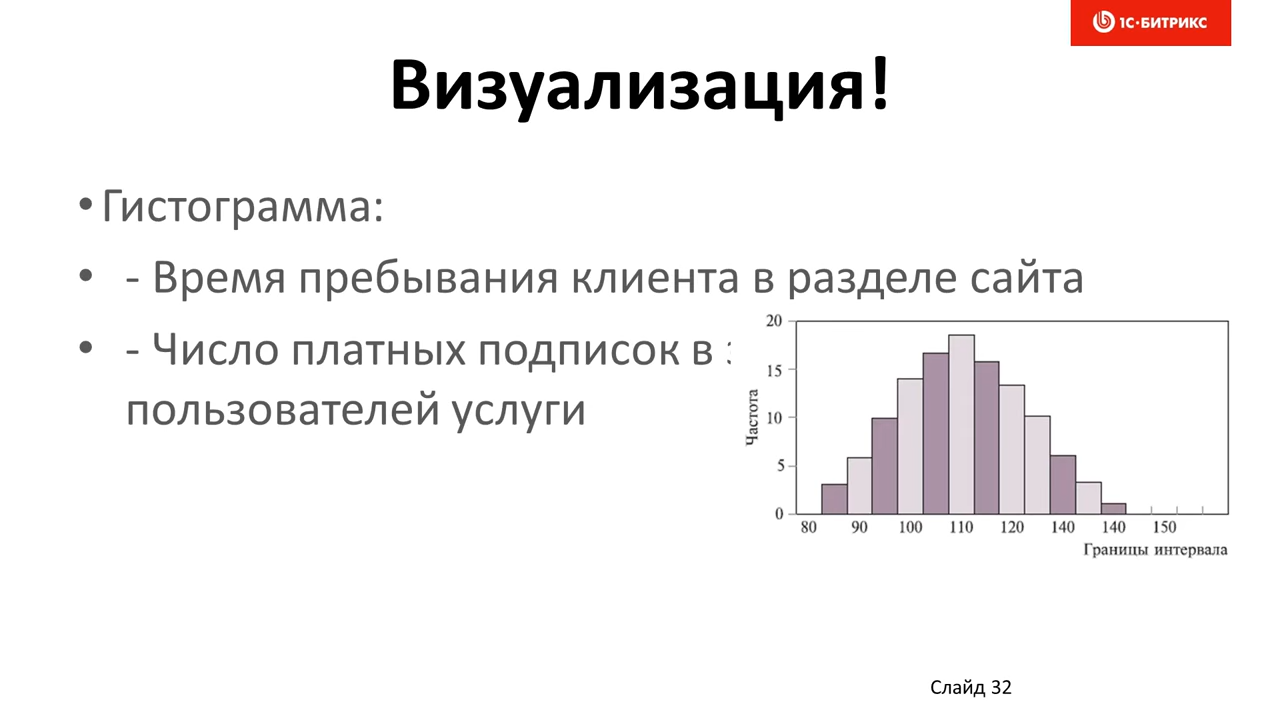 1С·БИТРИКС
Визуализация!
• Гистограмма:
• - Время пребывания клиента в разделе сайта
• - Число платных подписок в
пользователей услуги
20
15
10
5
0
Частота
80 90 100 110 120 140 140 150
Границы интервала
Слайд 32